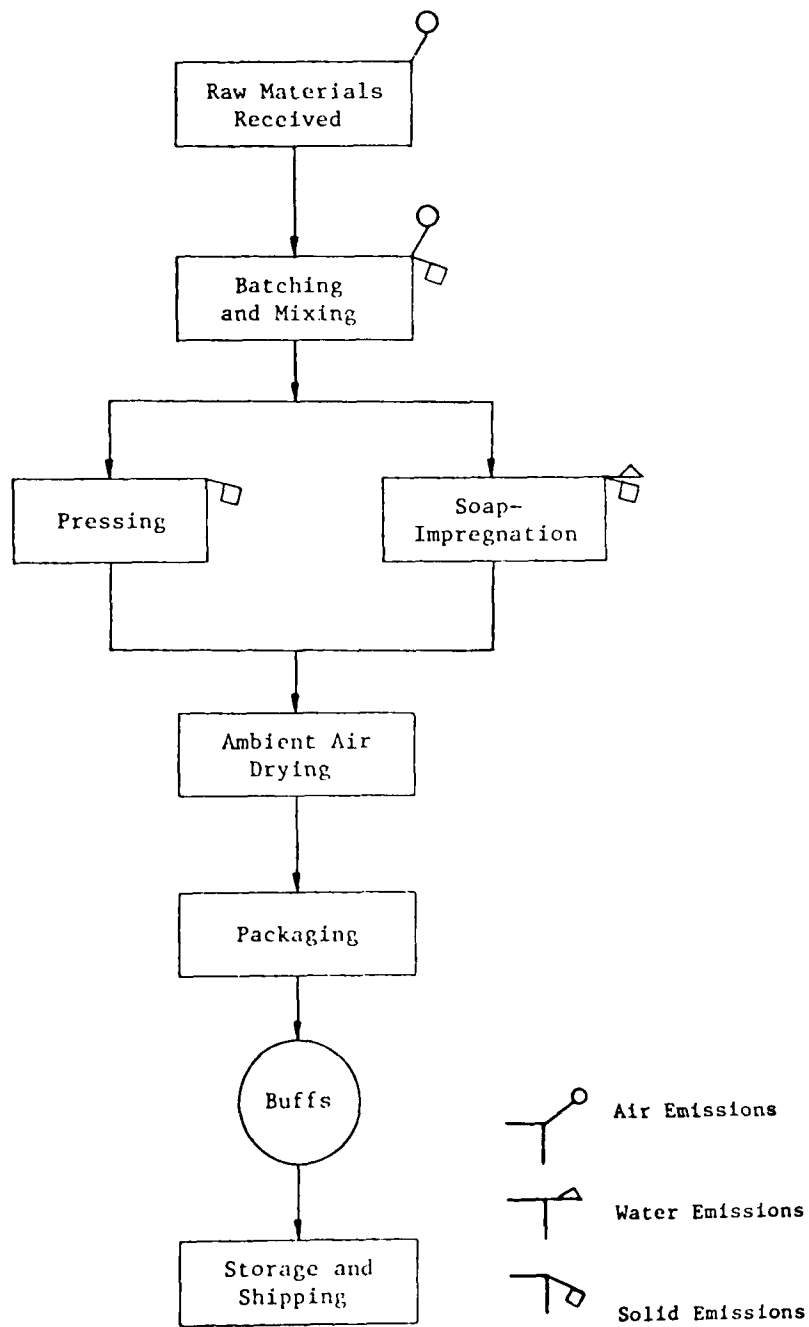 Raw Materials
Received
Batching
and Mixing
Pressing
Soap-
Impregnation
Ambient Air
Drying
Packaging
Buffs
Air Emissions
Water Emissions
Storage and
Shipping
Solid Emissions